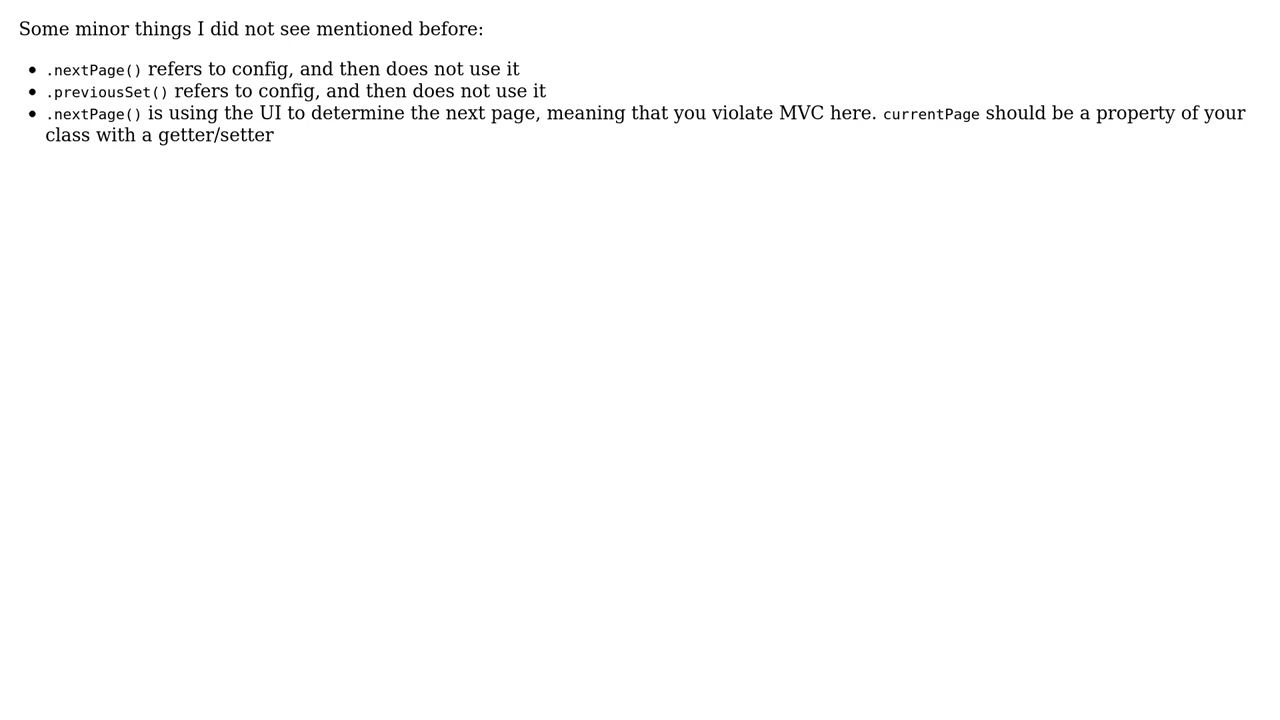 Some minor things I did not see mentioned before:
• .nextPage() refers to config, and then does not use it
• .previousSet() refers to config, and then does not use it
• .nextPage() is using the UI to determine the next page, meaning that you violate MVC here. currentPage should be a property of your
class with a getter/setter